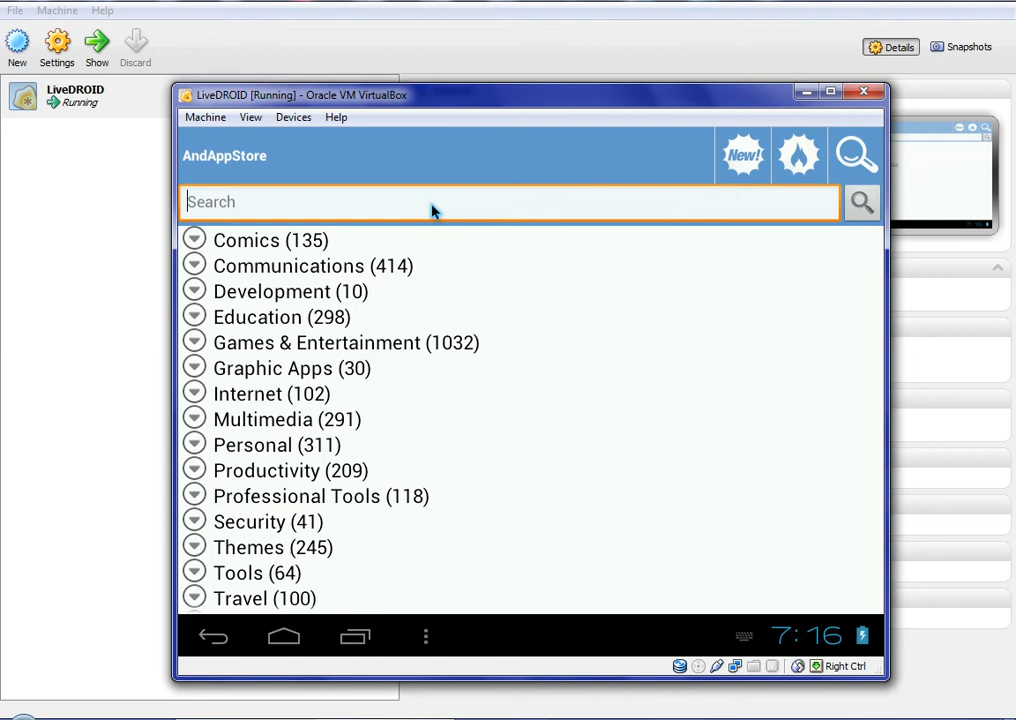 File Machine Help
New Settings Show Discard
Details Snapshots
LiveDROID
Running
LiveDROID [Running] - Oracle VM VirtualBox
Machine View Devices Help
AndAppStore
New!
Search
Comics (135)
Communications (414)
Development (10)
Education (298)
Games & Entertainment (1032)
Graphic Apps (30)
Internet (102)
Multimedia (291)
Personal (311)
Productivity (209)
Professional Tools (118)
Security (41)
Themes (245)
Tools (64)
Travel (100)
7:16
Right Ctrl